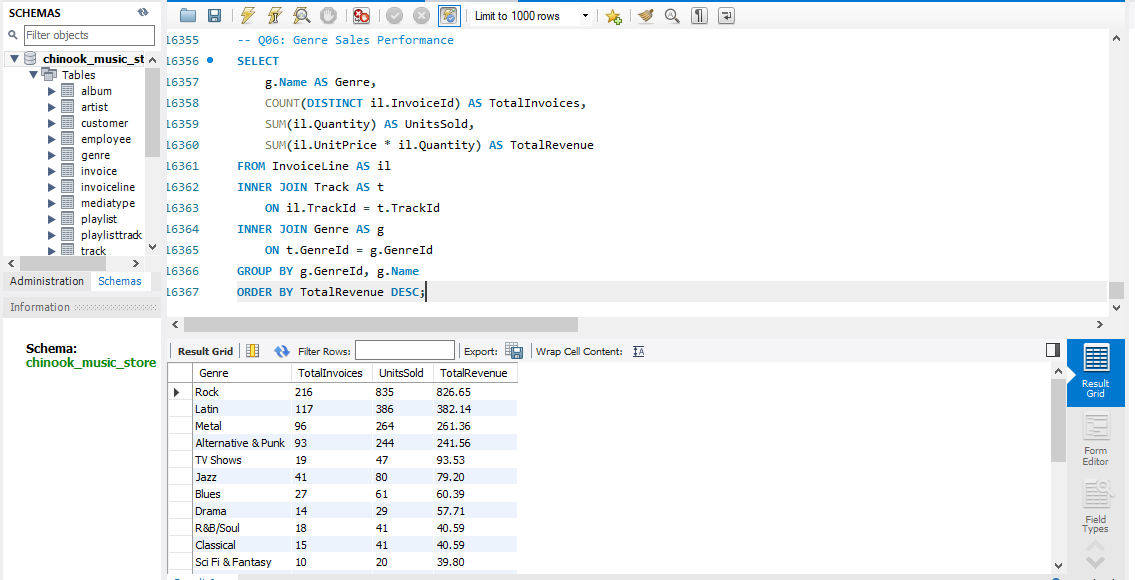 SCHEMAS
Filter objects
chinook_music_st
Tables
album
artist
customer
employee
genre
invoice
invoiceline
mediatype
playlist
playlisttrack
track
Administration Schemas
Information
Schema:
chinook_music_store
Limit to 1000 rows
16355 -- Q06: Genre Sales Performance
16356 SELECT
16357 g.Name AS Genre,
16358 COUNT(DISTINCT il.InvoiceId) AS TotalInvoices,
16359 SUM(il.Quantity) AS UnitsSold,
16360 SUM(il.UnitPrice * il.Quantity) AS TotalRevenue
16361 FROM InvoiceLine AS il
16362 INNER JOIN Track AS t
16363 ON il.TrackId = t.TrackId
16364 INNER JOIN Genre AS g
16365 ON t.GenreId = g.GenreId
16366 GROUP BY g.GenreId, g.Name
16367 ORDER BY TotalRevenue DESC;
Result Grid Filter Rows: Export: Wrap Cell Content:
Genre TotalInvoices UnitsSold TotalRevenue
Rock 216 835 826.65
Latin 117 386 382.14
Metal 96 264 261.36
Alternative & Punk 93 244 241.56
TV Shows 19 47 93.53
Jazz 41 80 79.20
Blues 27 61 60.39
Drama 14 29 57.71
R&B/Soul 18 41 40.59
Classical 15 41 40.59
Sci Fi & Fantasy 10 20 39.80
Result
Grid
Form
Editor
Field
Types